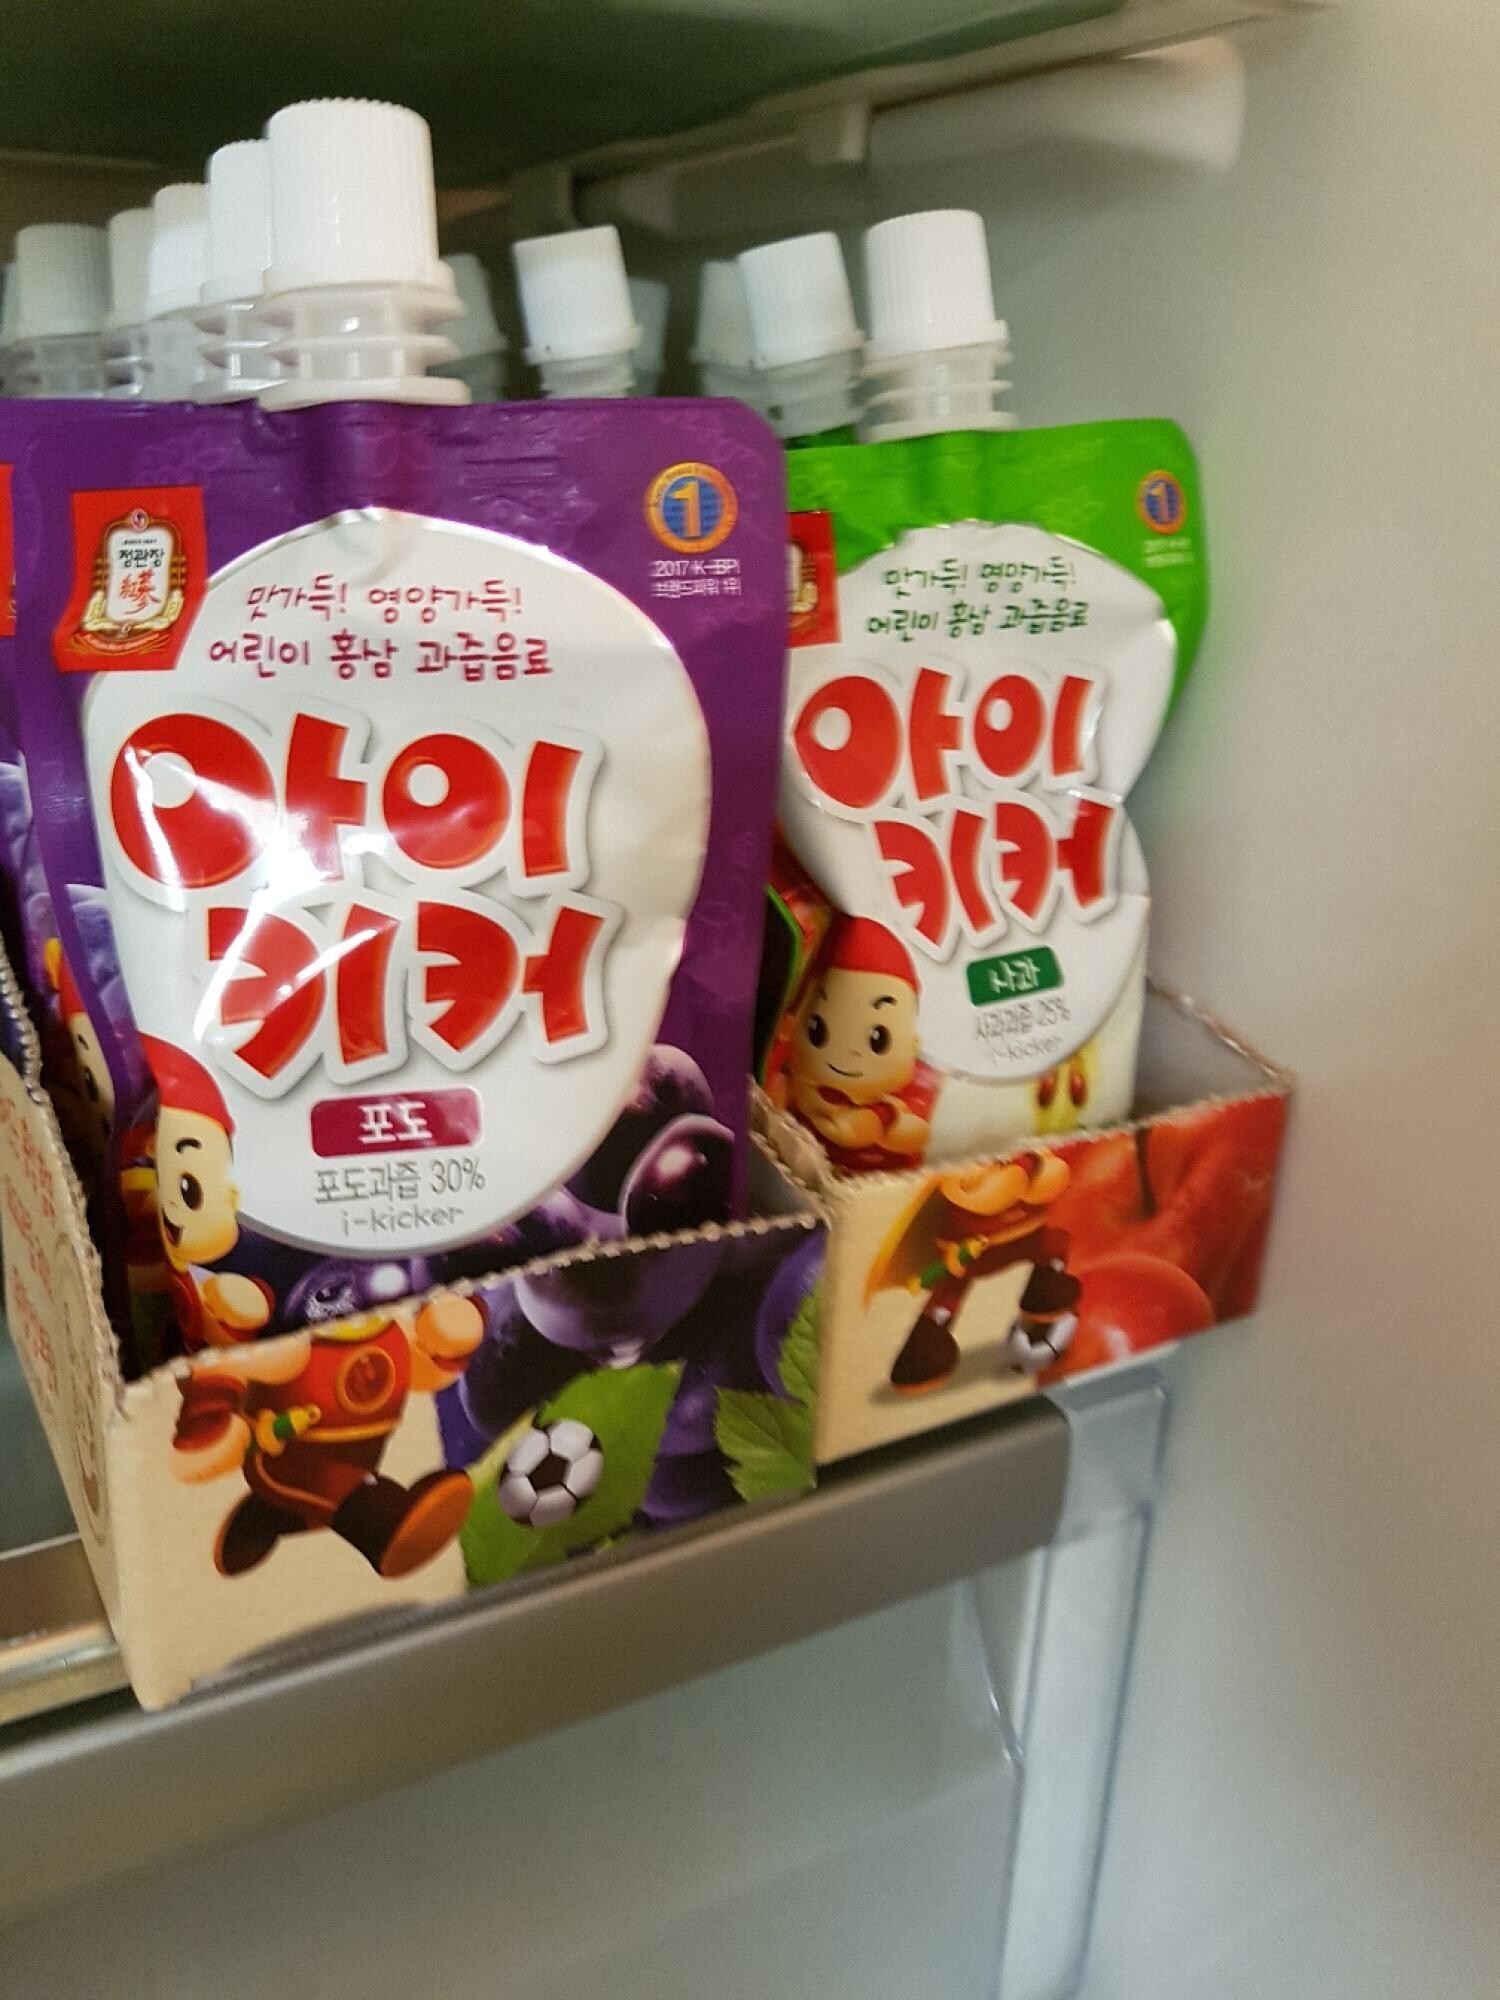 정관장
2017 K-BPI
브랜드파워 1위
맛가득! 영양가득!
어린이 홍삼 과즙음료
아이
키커
포도
포도과즙 30%
i-kicker
1
맛가득! 영양가득!
어린이 홍삼 과즙음료
아이
키커
사과
사과과즙 25%
i-kicker
1